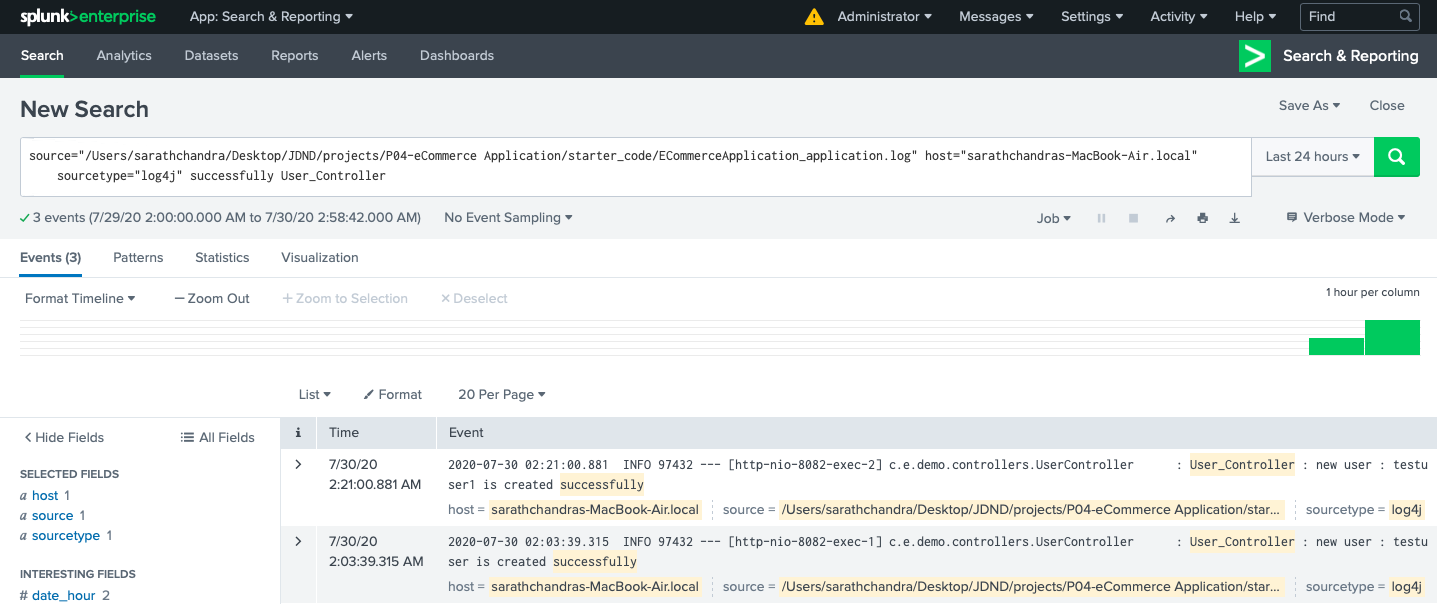 splunk>enterprise App: Search & Reporting Administrator Messages Settings Activity Help Find
Search Analytics Datasets Reports Alerts Dashboards Search & Reporting
New Search Save As Close
source="/Users/sarathchandra/Desktop/JDND/projects/P04-eCommerce Application/starter_code/ECommerceApplication_application.log" host="sarathchandras-MacBook-Air.local"
sourcetype="log4j" successfully User_Controller
Last 24 hours
3 events (7/29/20 2:00:00.000 AM to 7/30/20 2:58:42.000 AM) No Event Sampling Job Verbose Mode
Events (3) Patterns Statistics Visualization
Format Timeline — Zoom Out + Zoom to Selection × Deselect 1 hour per column
List Format 20 Per Page
< Hide Fields All Fields i Time Event
SELECTED FIELDS
a host 1
a source 1
a sourcetype 1
INTERESTING FIELDS
# date_hour 2
> 7/30/20 2020-07-30 02:21:00.881 INFO 97432 --- [http-nio-8082-exec-2] c.e.demo.controllers.UserController : User_Controller : new user : testu
2:21:00.881 AM ser1 is created successfully
host = sarathchandras-MacBook-Air.local source = /Users/sarathchandra/Desktop/JDND/projects/P04-eCommerce Application/star... sourcetype = log4j
> 7/30/20 2020-07-30 02:03:39.315 INFO 97432 --- [http-nio-8082-exec-1] c.e.demo.controllers.UserController : User_Controller : new user : testu
2:03:39.315 AM ser is created successfully
host = sarathchandras-MacBook-Air.local source = /Users/sarathchandra/Desktop/JDND/projects/P04-eCommerce Application/star... sourcetype = log4j